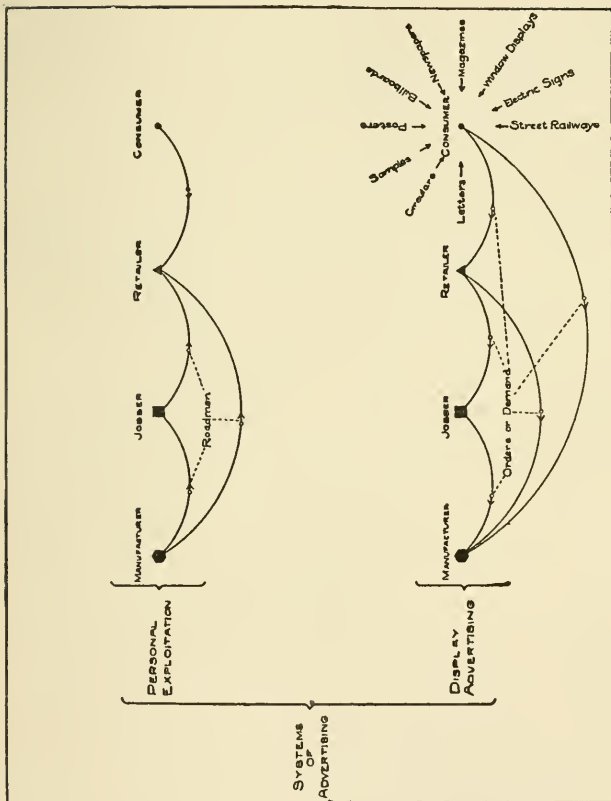 SYSTEMS
OF
ADVERTISING
PERSONAL
EXPLOITATION
MANUFACTURER
JOBBER
RETAILER
CONSUMER
Roadmen
DISPLAY
ADVERTISING
MANUFACTURER
JOBBER
RETAILER
CONSUMER
Orders or Demand
Letters
Circulars
Samples
Posters
Billboards
Newspapers
Magazines
Window Displays
Electric Signs
Street Railways